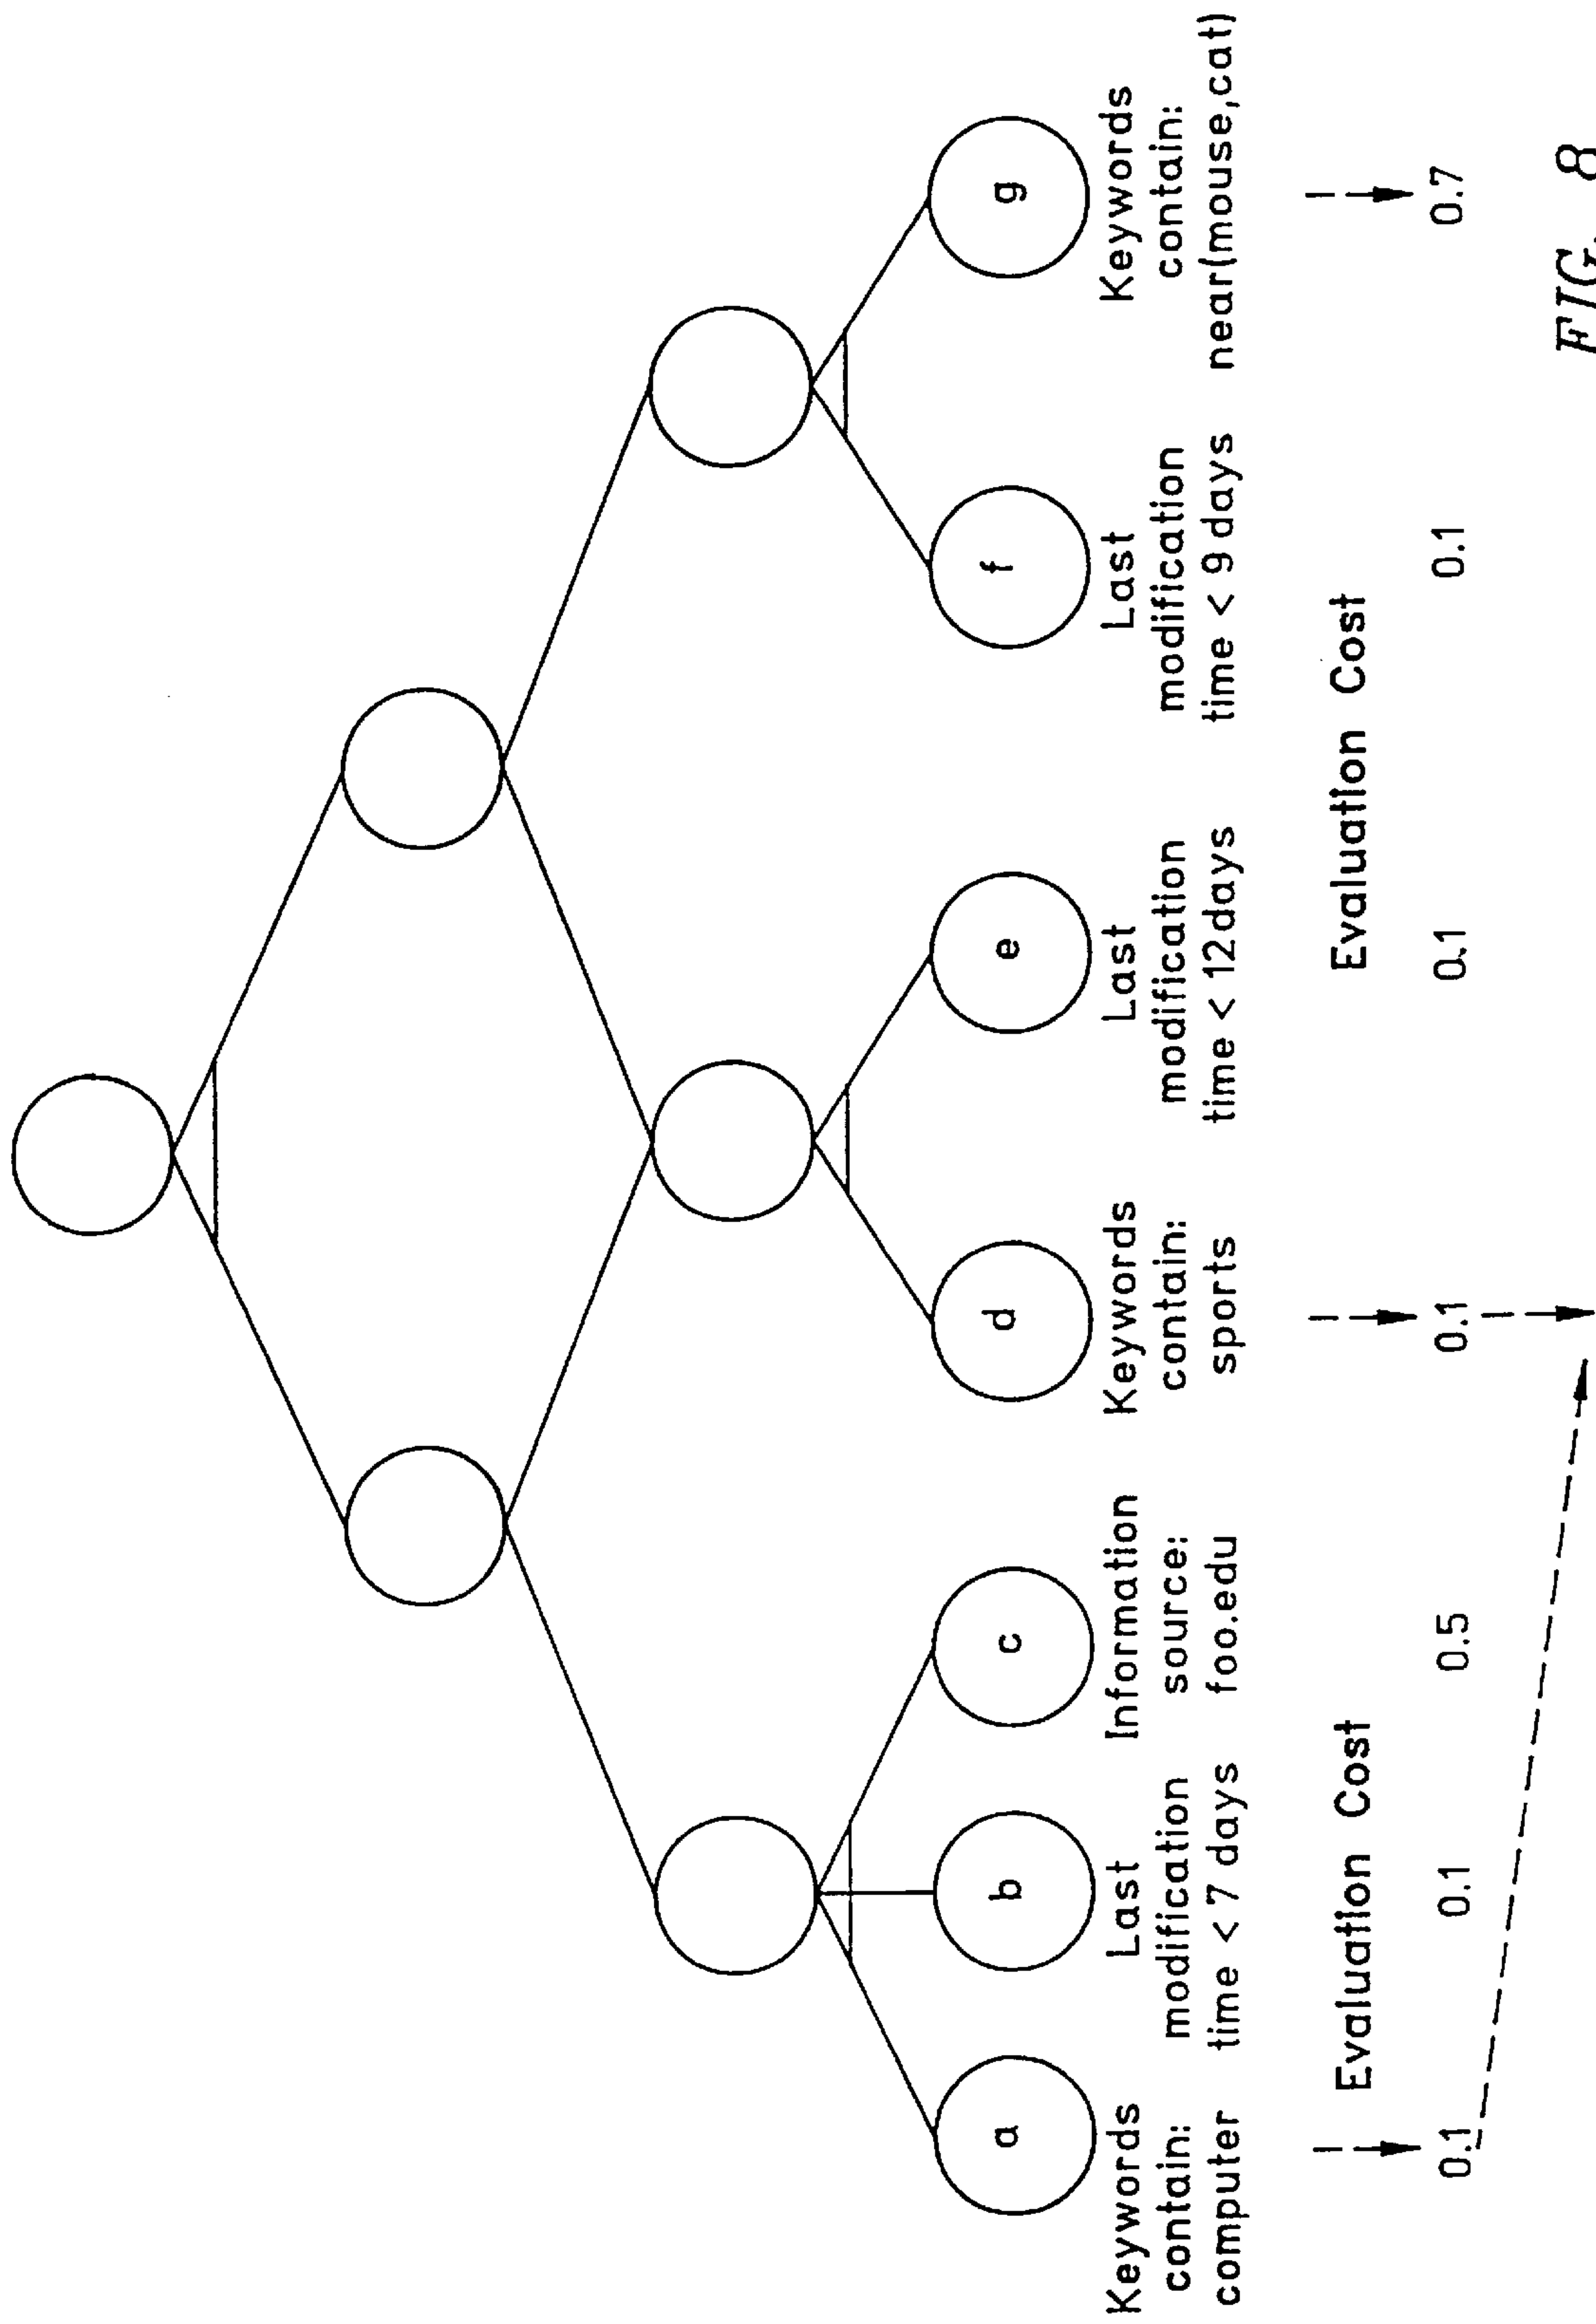 a
b
c
d
e
f
g
Keywords
contain:
computer
Last
modification
time < 7 days
Information
source:
foo.edu
Keywords
contain:
sports
Last
modification
time < 12days
Last
modification
time < 9 days
Keywords
contain:
near(mouse,cat)
Evaluation Cost
Evaluation Cost
0.1
0.1
0.5
0.1
0.1
0.1
0.7
FIG. 8